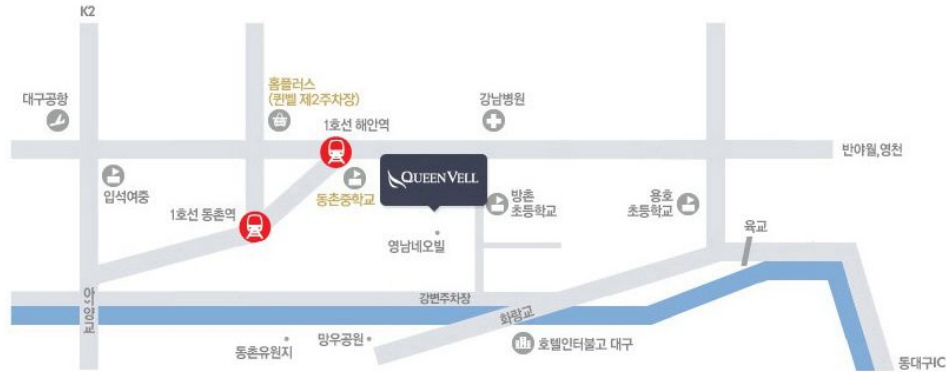 K2
대구공항
홈플러스
(퀸벨 제2주차장)
강남병원
1호선 해안역
반야월,영천
입석여중
동촌중학교
QUEENVELL
방촌
초등학교
용호
초등학교
1호선 동촌역
영남네오빌
육교
아양교
강변주차장
화랑교
동촌유원지
망우공원
호텔인터불고 대구
동대구IC